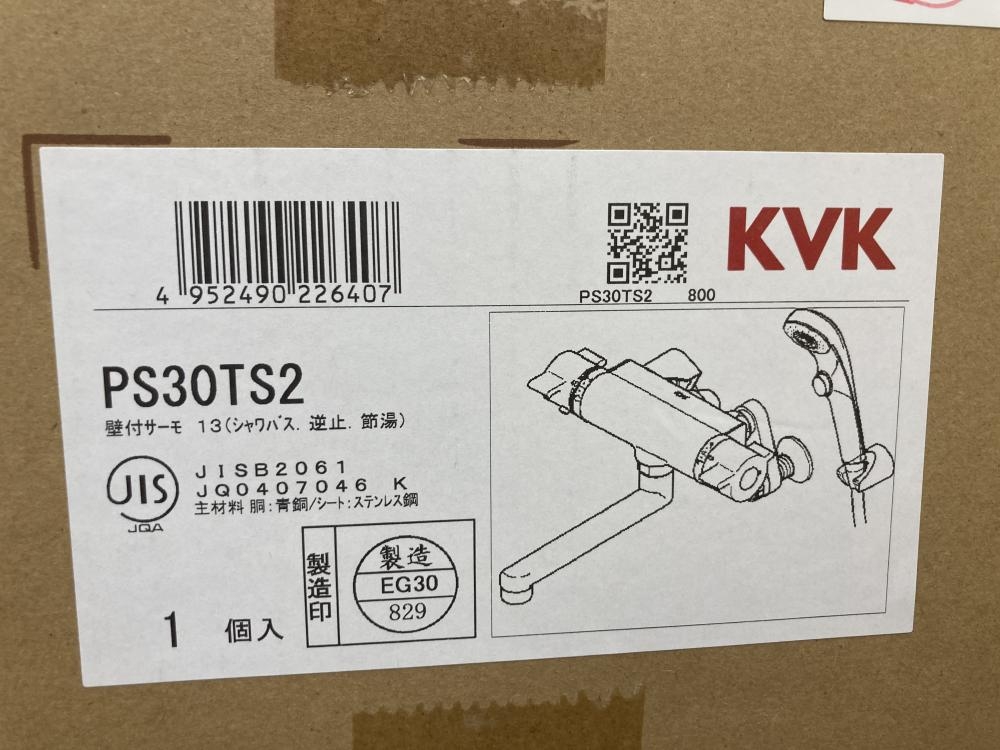 4 952490 226407
PS30TS2 800
KVK
PS30TS2
壁付サーモ 13(シャワバス. 逆止. 節湯)
JIS
JQA
JISB2061
JQ0407046 K
主材料 胴:青銅/シート:ステンレス鋼
製造印
製造
EG30
829
1 個入